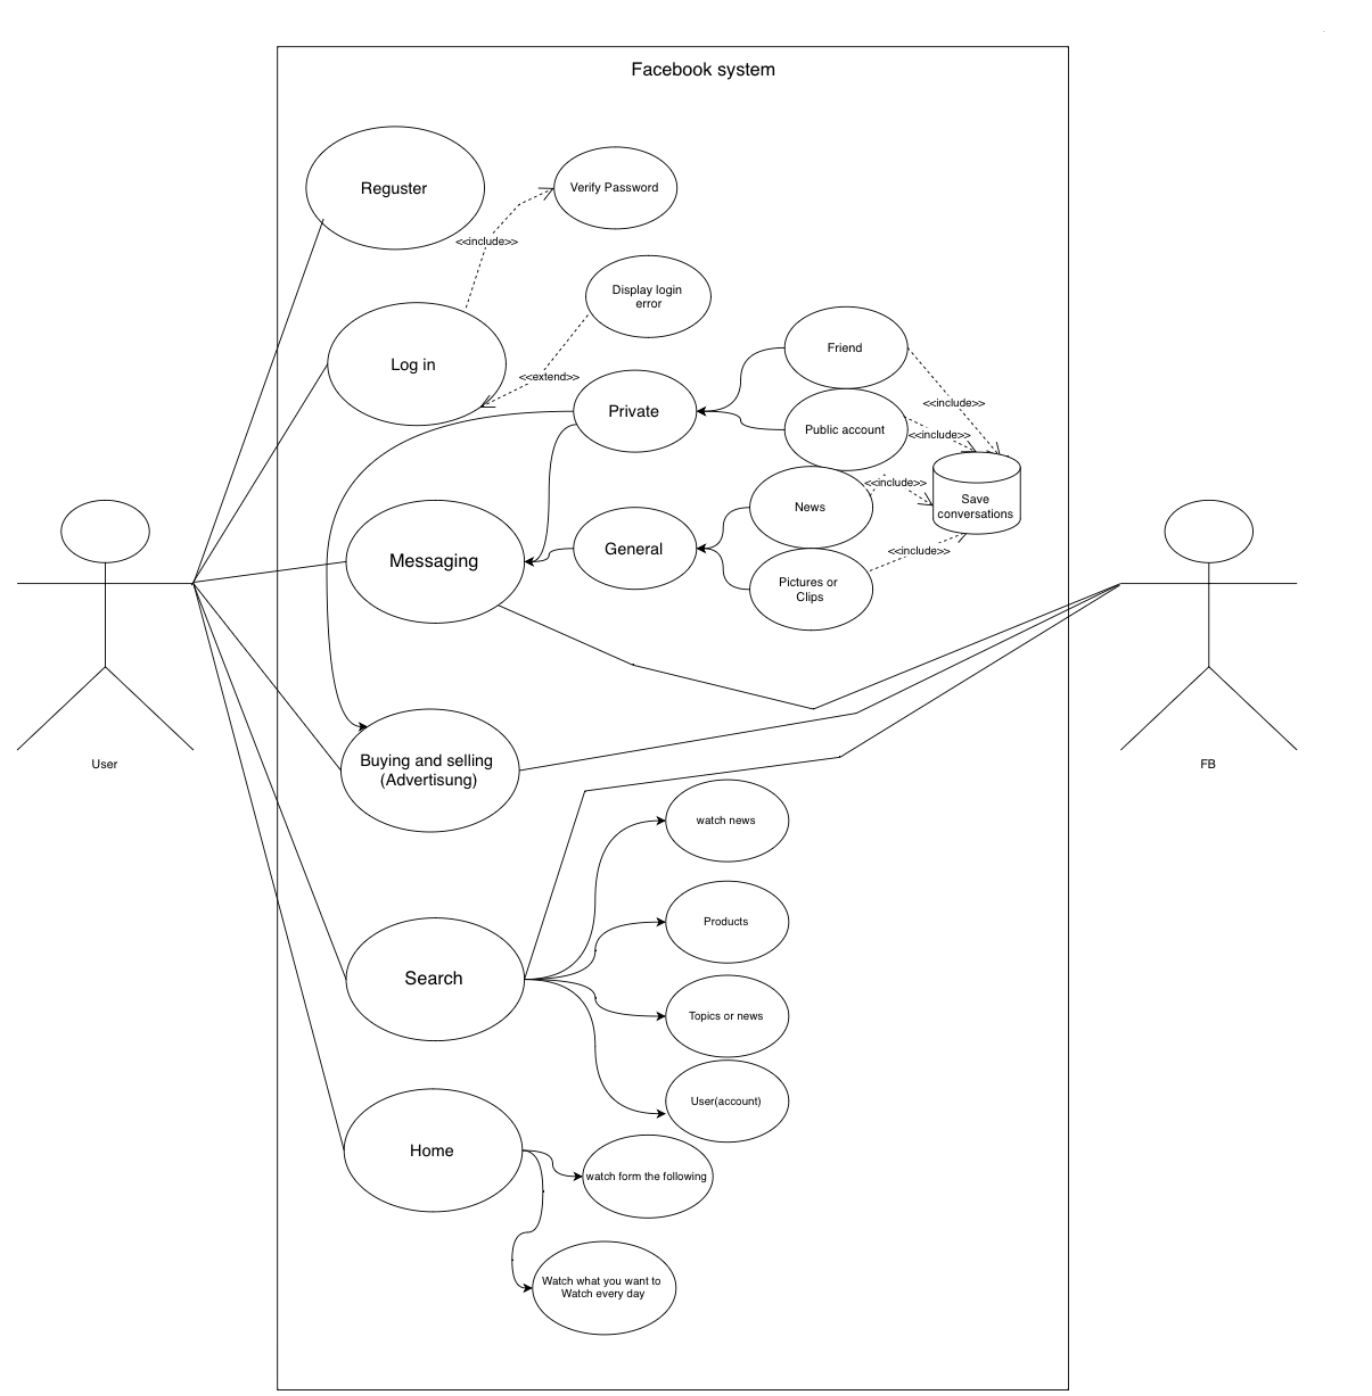 Facebook system
Reguster
Verify Password
<<include>>
Display login
error
Log in
<<extend>>
Friend
<<include>>
Private
Public account
<<include>>
<<include>>
News
Save
conversations
General
<<include>>
Messaging
Pictures or
Clips
User
FB
Buying and selling
(Advertisung)
watch news
Products
Search
Topics or news
User(account)
Home
watch form the following
Watch what you want to
Watch every day